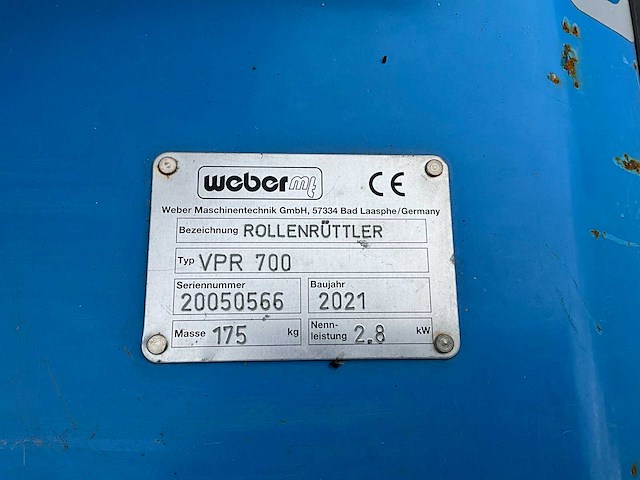 weber mt CE
Weber Maschinentechnik GmbH, 57334 Bad Laasphe/Germany
Bezeichnung ROLLENRÜTTLER
Typ VPR 700
Seriennummer Baujahr
20050566 2021
Masse 175 kg Nenn-
leistung 2.8 kW